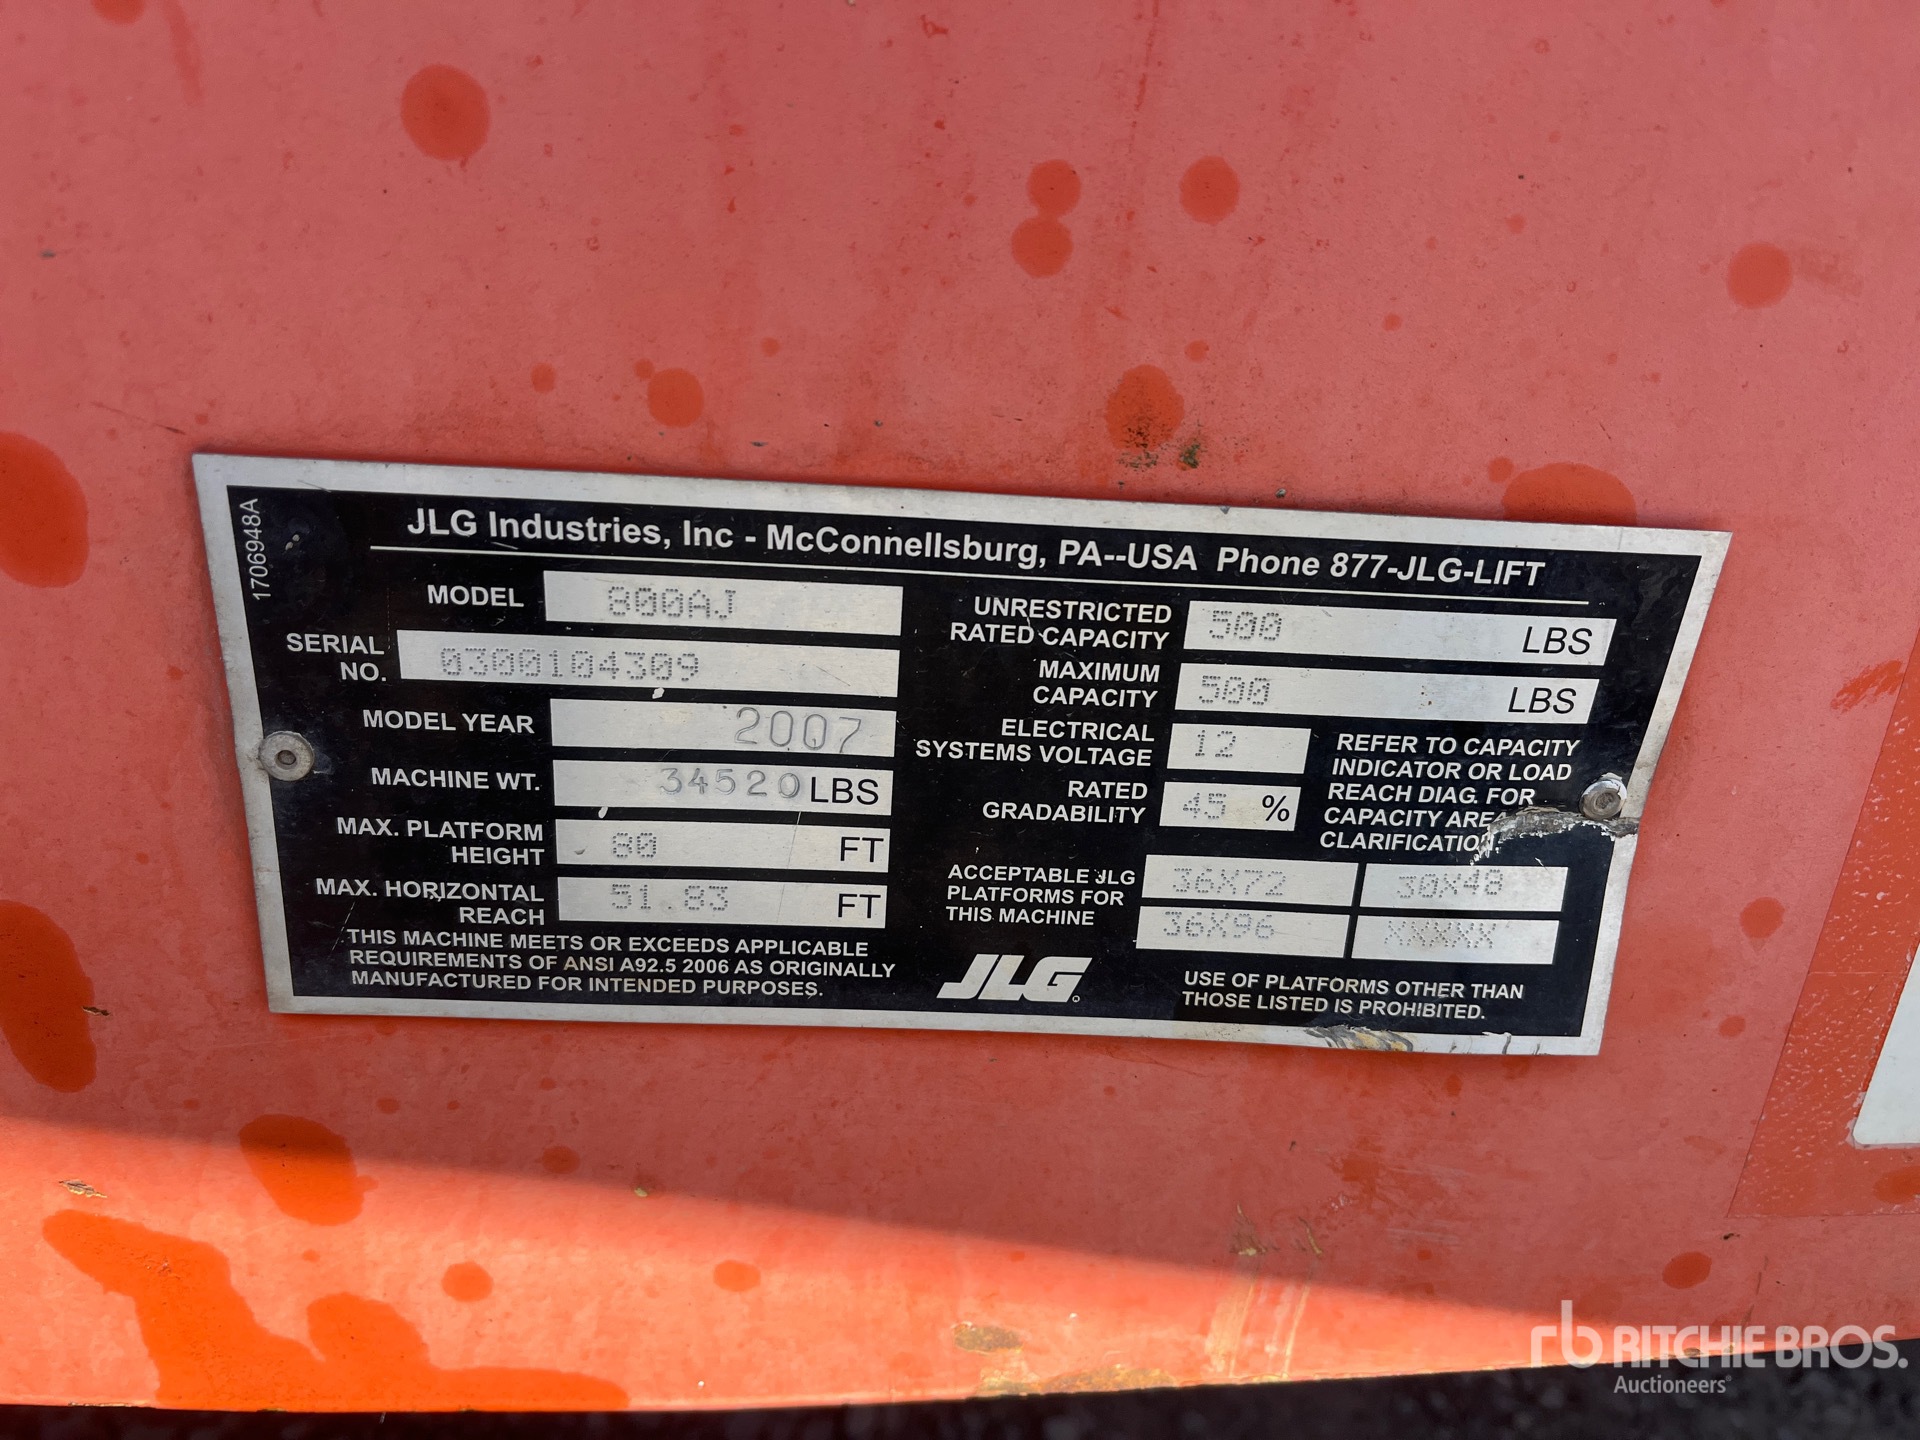 1706948A
JLG Industries, Inc - McConnellsburg, PA--USA Phone 877-JLG-LIFT
MODEL 800AJ
SERIAL NO. 0300104309
MODEL YEAR 2007
MACHINE WT. 34520 LBS
MAX. PLATFORM HEIGHT 80 FT
MAX. HORIZONTAL REACH 51.83 FT
THIS MACHINE MEETS OR EXCEEDS APPLICABLE
REQUIREMENTS OF ANSI A92.5 2006 AS ORIGINALLY
MANUFACTURED FOR INTENDED PURPOSES.
UNRESTRICTED RATED CAPACITY 500 LBS
MAXIMUM CAPACITY 500 LBS
ELECTRICAL SYSTEMS VOLTAGE 12
RATED GRADABILITY 45 %
REFER TO CAPACITY
INDICATOR OR LOAD
REACH DIAG. FOR
CAPACITY AREA
CLARIFICATION.
ACCEPTABLE JLG
PLATFORMS FOR
THIS MACHINE
36X72 30X48
36X96 XXXXX
JLG
USE OF PLATFORMS OTHER THAN
THOSE LISTED IS PROHIBITED.
rb RITCHIE BROS.
Auctioneers